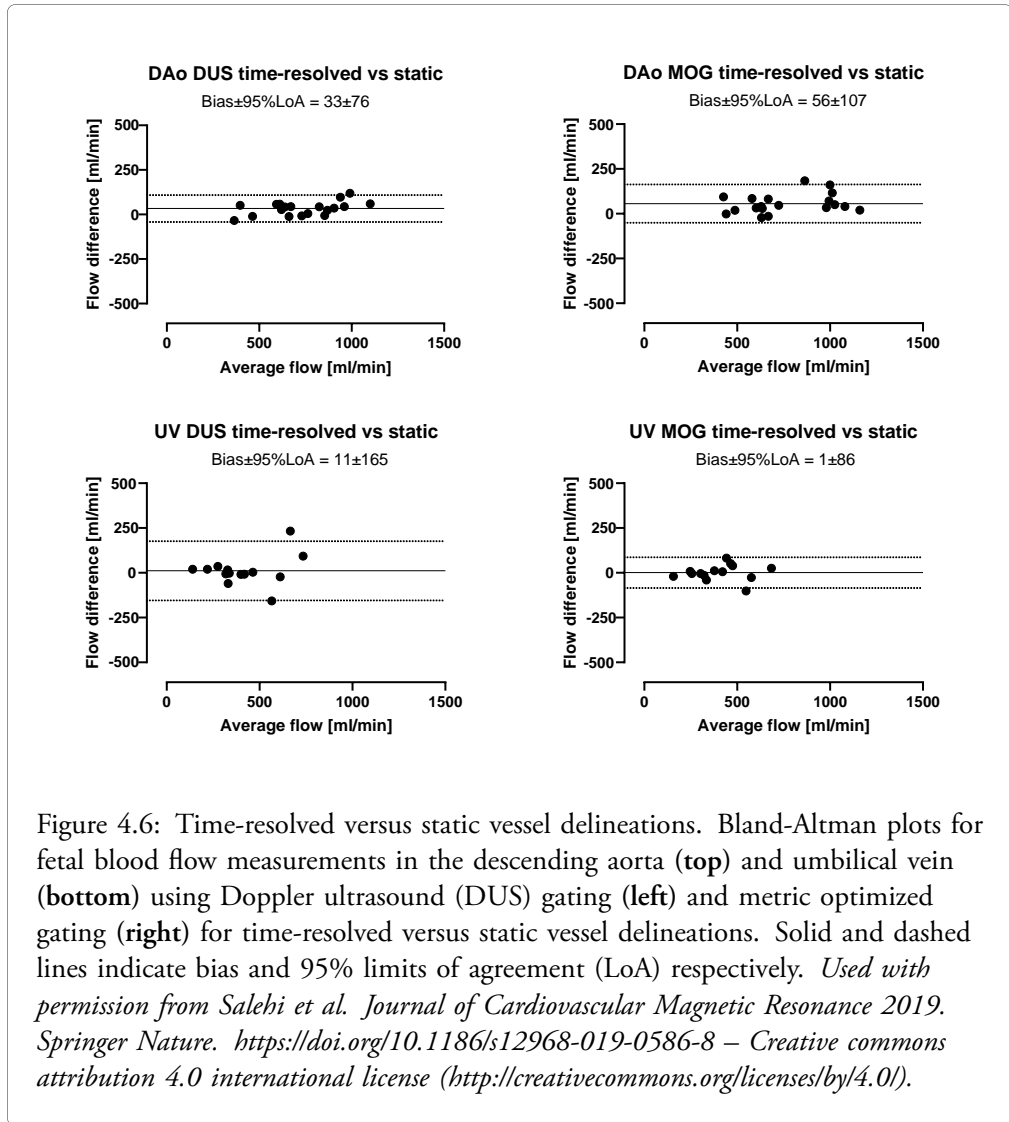 DAo DUS time-resolved vs static
Bias±95%LoA = 33±76
Flow difference [ml/min]
500
250
0
-250
-500
0 500 1000 1500
Average flow [ml/min]
DAo MOG time-resolved vs static
Bias±95%LoA = 56±107
Flow difference [ml/min]
500
250
0
-250
-500
0 500 1000 1500
Average flow [ml/min]
UV DUS time-resolved vs static
Bias±95%LoA = 11±165
Flow difference [ml/min]
500
250
0
-250
-500
0 500 1000 1500
Average flow [ml/min]
UV MOG time-resolved vs static
Bias±95%LoA = 1±86
Flow difference [ml/min]
500
250
0
-250
-500
0 500 1000 1500
Average flow [ml/min]
Figure 4.6: Time-resolved versus static vessel delineations. Bland-Altman plots for
fetal blood flow measurements in the descending aorta (top) and umbilical vein
(bottom) using Doppler ultrasound (DUS) gating (left) and metric optimized
gating (right) for time-resolved versus static vessel delineations. Solid and dashed
lines indicate bias and 95% limits of agreement (LoA) respectively. Used with
permission from Salehi et al. Journal of Cardiovascular Magnetic Resonance 2019.
Springer Nature. https://doi.org/10.1186/s12968-019-0586-8 – Creative commons
attribution 4.0 international license (http://creativecommons.org/licenses/by/4.0/).